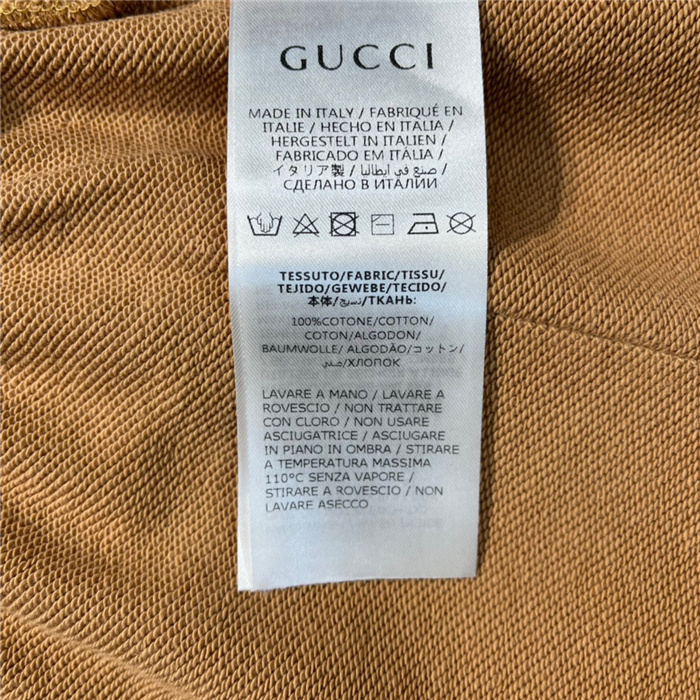 GUCCI
MADE IN ITALY / FABRIQUÉ EN
ITALIE / HECHO EN ITALIA /
HERGESTELT IN ITALIEN /
FABRICADO EM ITÁLIA /
イタリア製 / صنع في ايطاليا /
СДЕЛАНО В ИТАЛИИ
TESSUTO/FABRIC/TISSU/
TEJIDO/GEWEBE/TECIDO/
本体/نسيج/ТКАНЬ:
100%COTONE/COTTON/
COTON/ALGODON/
BAUMWOLLE/ ALGODÃO/コットン/
/ХЛОПОК
LAVARE A MANO / LAVARE A
ROVESCIO / NON TRATTARE
CON CLORO / NON USARE
ASCIUGATRICE / ASCIUGARE
IN PIANO IN OMBRA / STIRARE
A TEMPERATURA MASSIMA
110°C SENZA VAPORE /
STIRARE A ROVESCIO / NON
LAVARE ASECCO